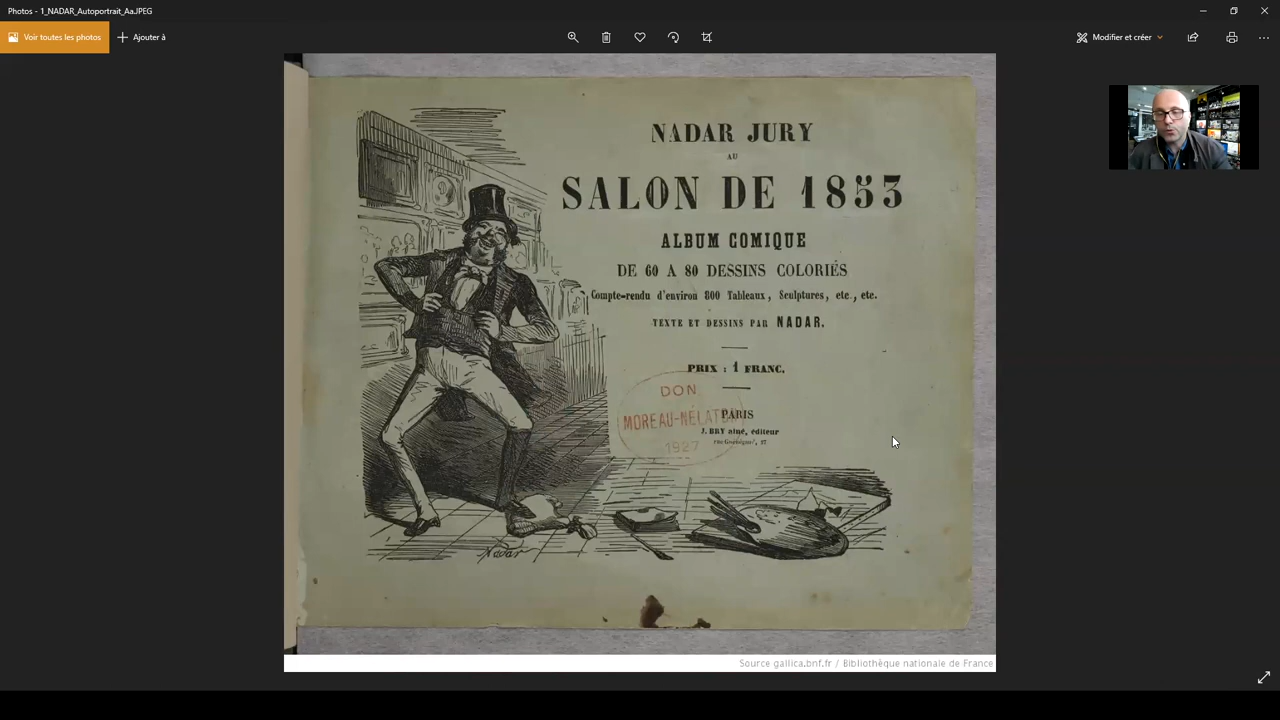 Photos - 1_NADAR_Autoportrait_Aa.JPEG
Voir toutes les photos
Ajouter à
Modifier et créer
NADAR JURY
AU
SALON DE 1853
ALBUM COMIQUE
DE 60 A 80 DESSINS COLORIÉS
Compte-rendu d'environ 800 Tableaux, Sculptures, etc., etc.
TEXTE ET DESSINS PAR NADAR.
PRIX : 1 FRANC.
DON
MOREAU-NÉLATON
1927
PARIS
J. BRY aîné, éditeur
Nadar
Source gallica.bnf.fr / Bibliothèque nationale de France